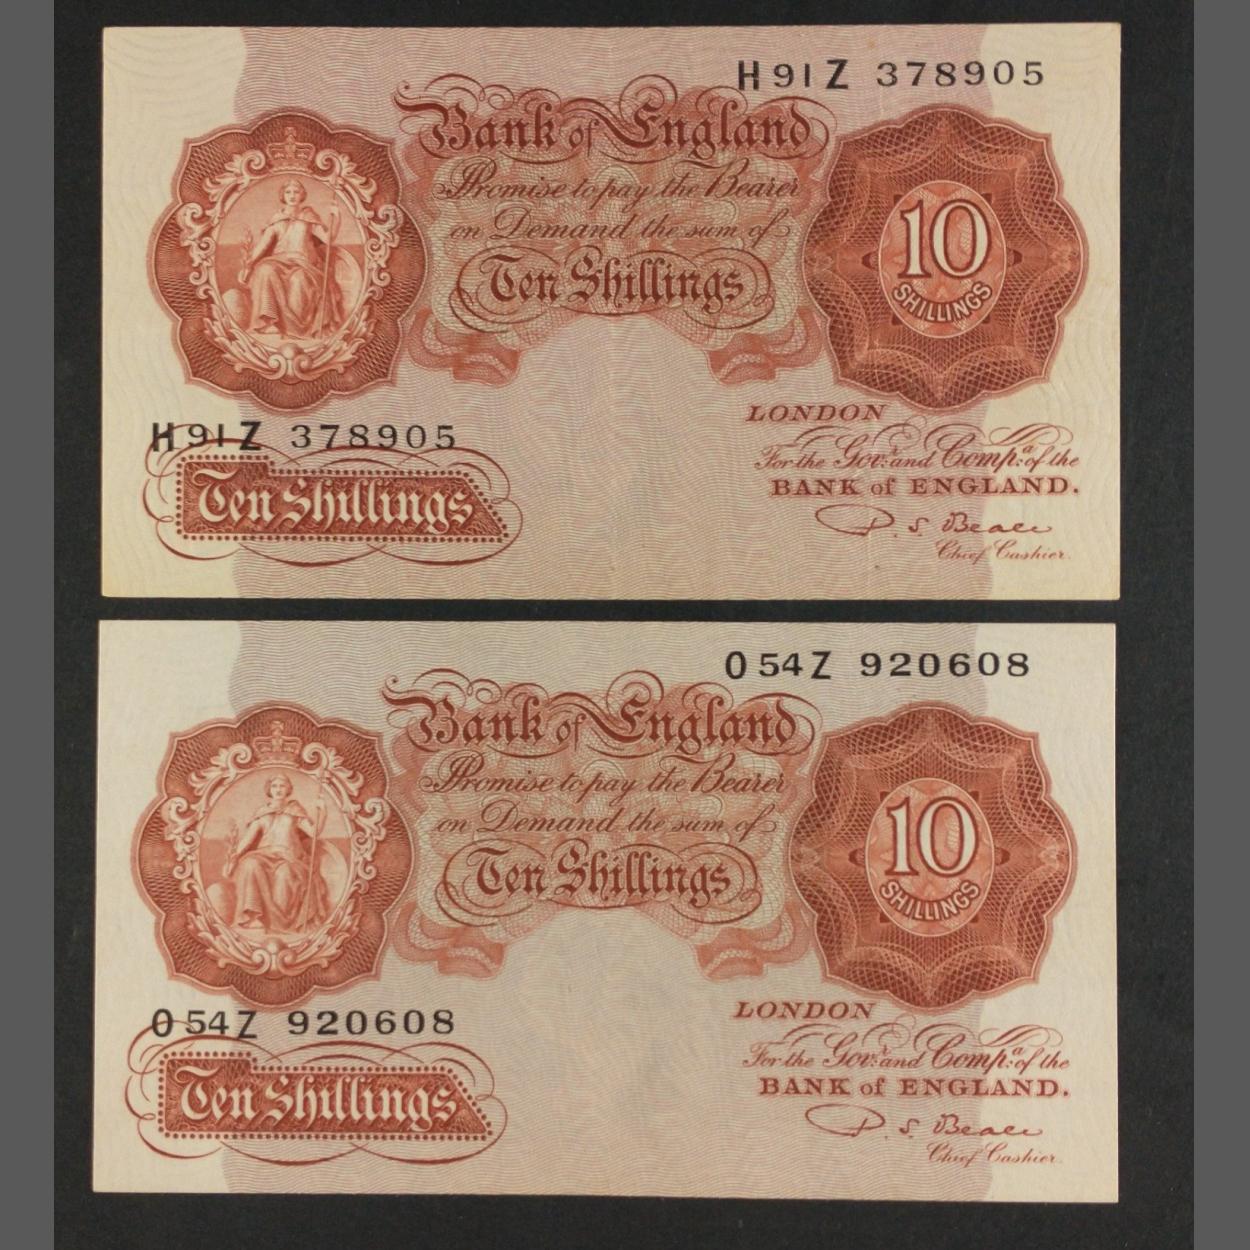 H91Z 378905
Bank of England
Promise to pay the Bearer
on Demand the sum of
Ten Shillings
10
SHILLINGS
H91Z 378905
Ten Shillings
LONDON
For the Govr. and Compa. of the
BANK of ENGLAND.
P. S. Beale
Chief Cashier.
O54Z 920608
Bank of England
Promise to pay the Bearer
on Demand the sum of
Ten Shillings
10
SHILLINGS
O54Z 920608
Ten Shillings
LONDON
For the Govr. and Compa. of the
BANK of ENGLAND.
P. S. Beale
Chief Cashier.